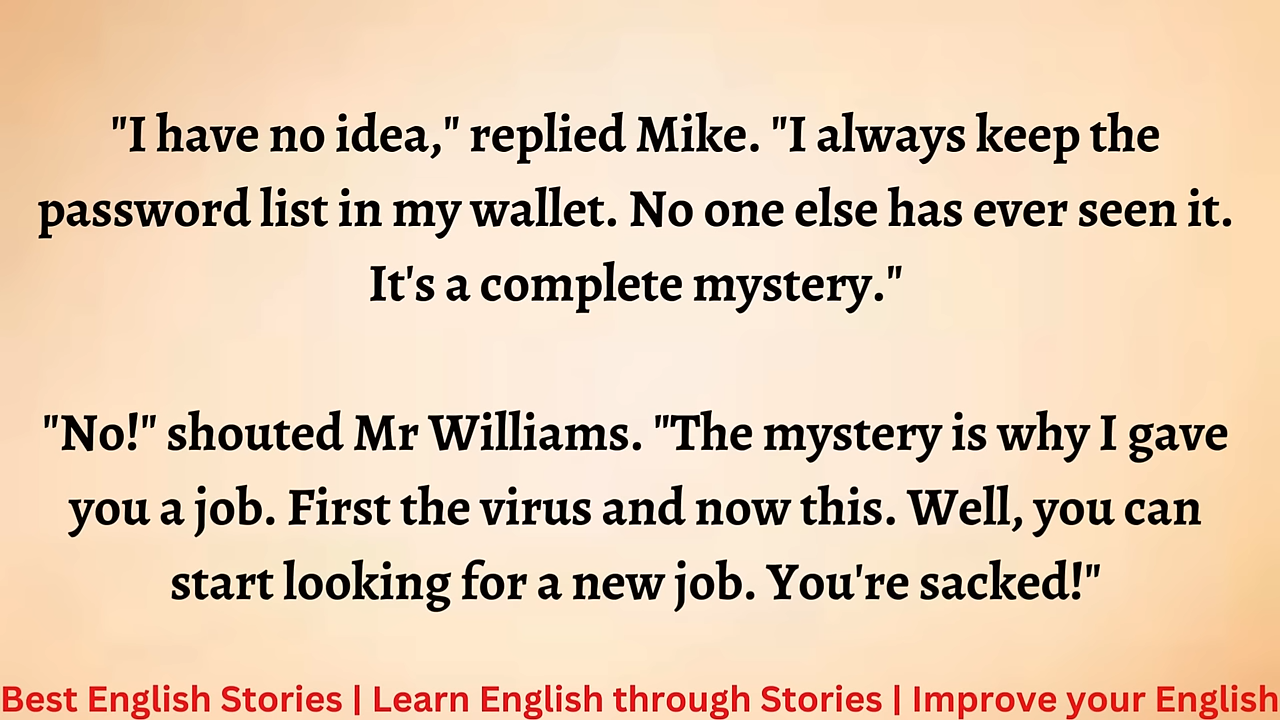 "I have no idea," replied Mike. "I always keep the
password list in my wallet. No one else has ever seen it.
It's a complete mystery."
"No!" shouted Mr Williams. "The mystery is why I gave
you a job. First the virus and now this. Well, you can
start looking for a new job. You're sacked!"
Best English Stories | Learn English through Stories | Improve your English